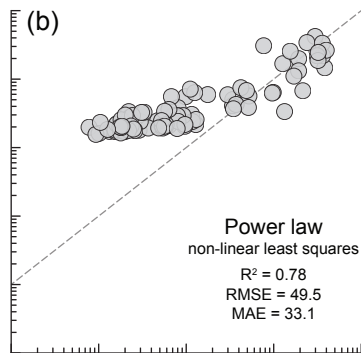 (b)
Power law
non-linear least squares
R² = 0.78
RMSE = 49.5
MAE = 33.1